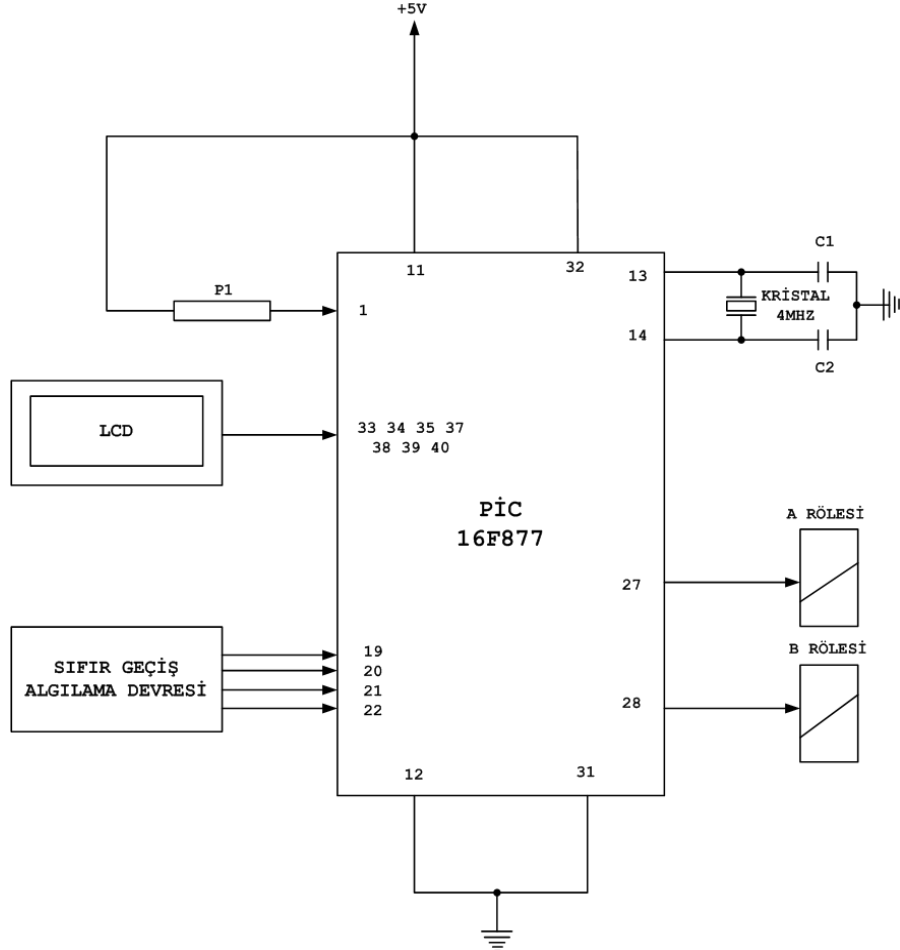 +5V
11
32
13
C1
P1
1
KRİSTAL
4MHZ
14
C2
LCD
33 34 35 37
38 39 40
PİC
16F877
A RÖLESİ
27
B RÖLESİ
SIFIR GEÇİŞ
ALGILAMA DEVRESİ
19
20
21
22
28
12
31